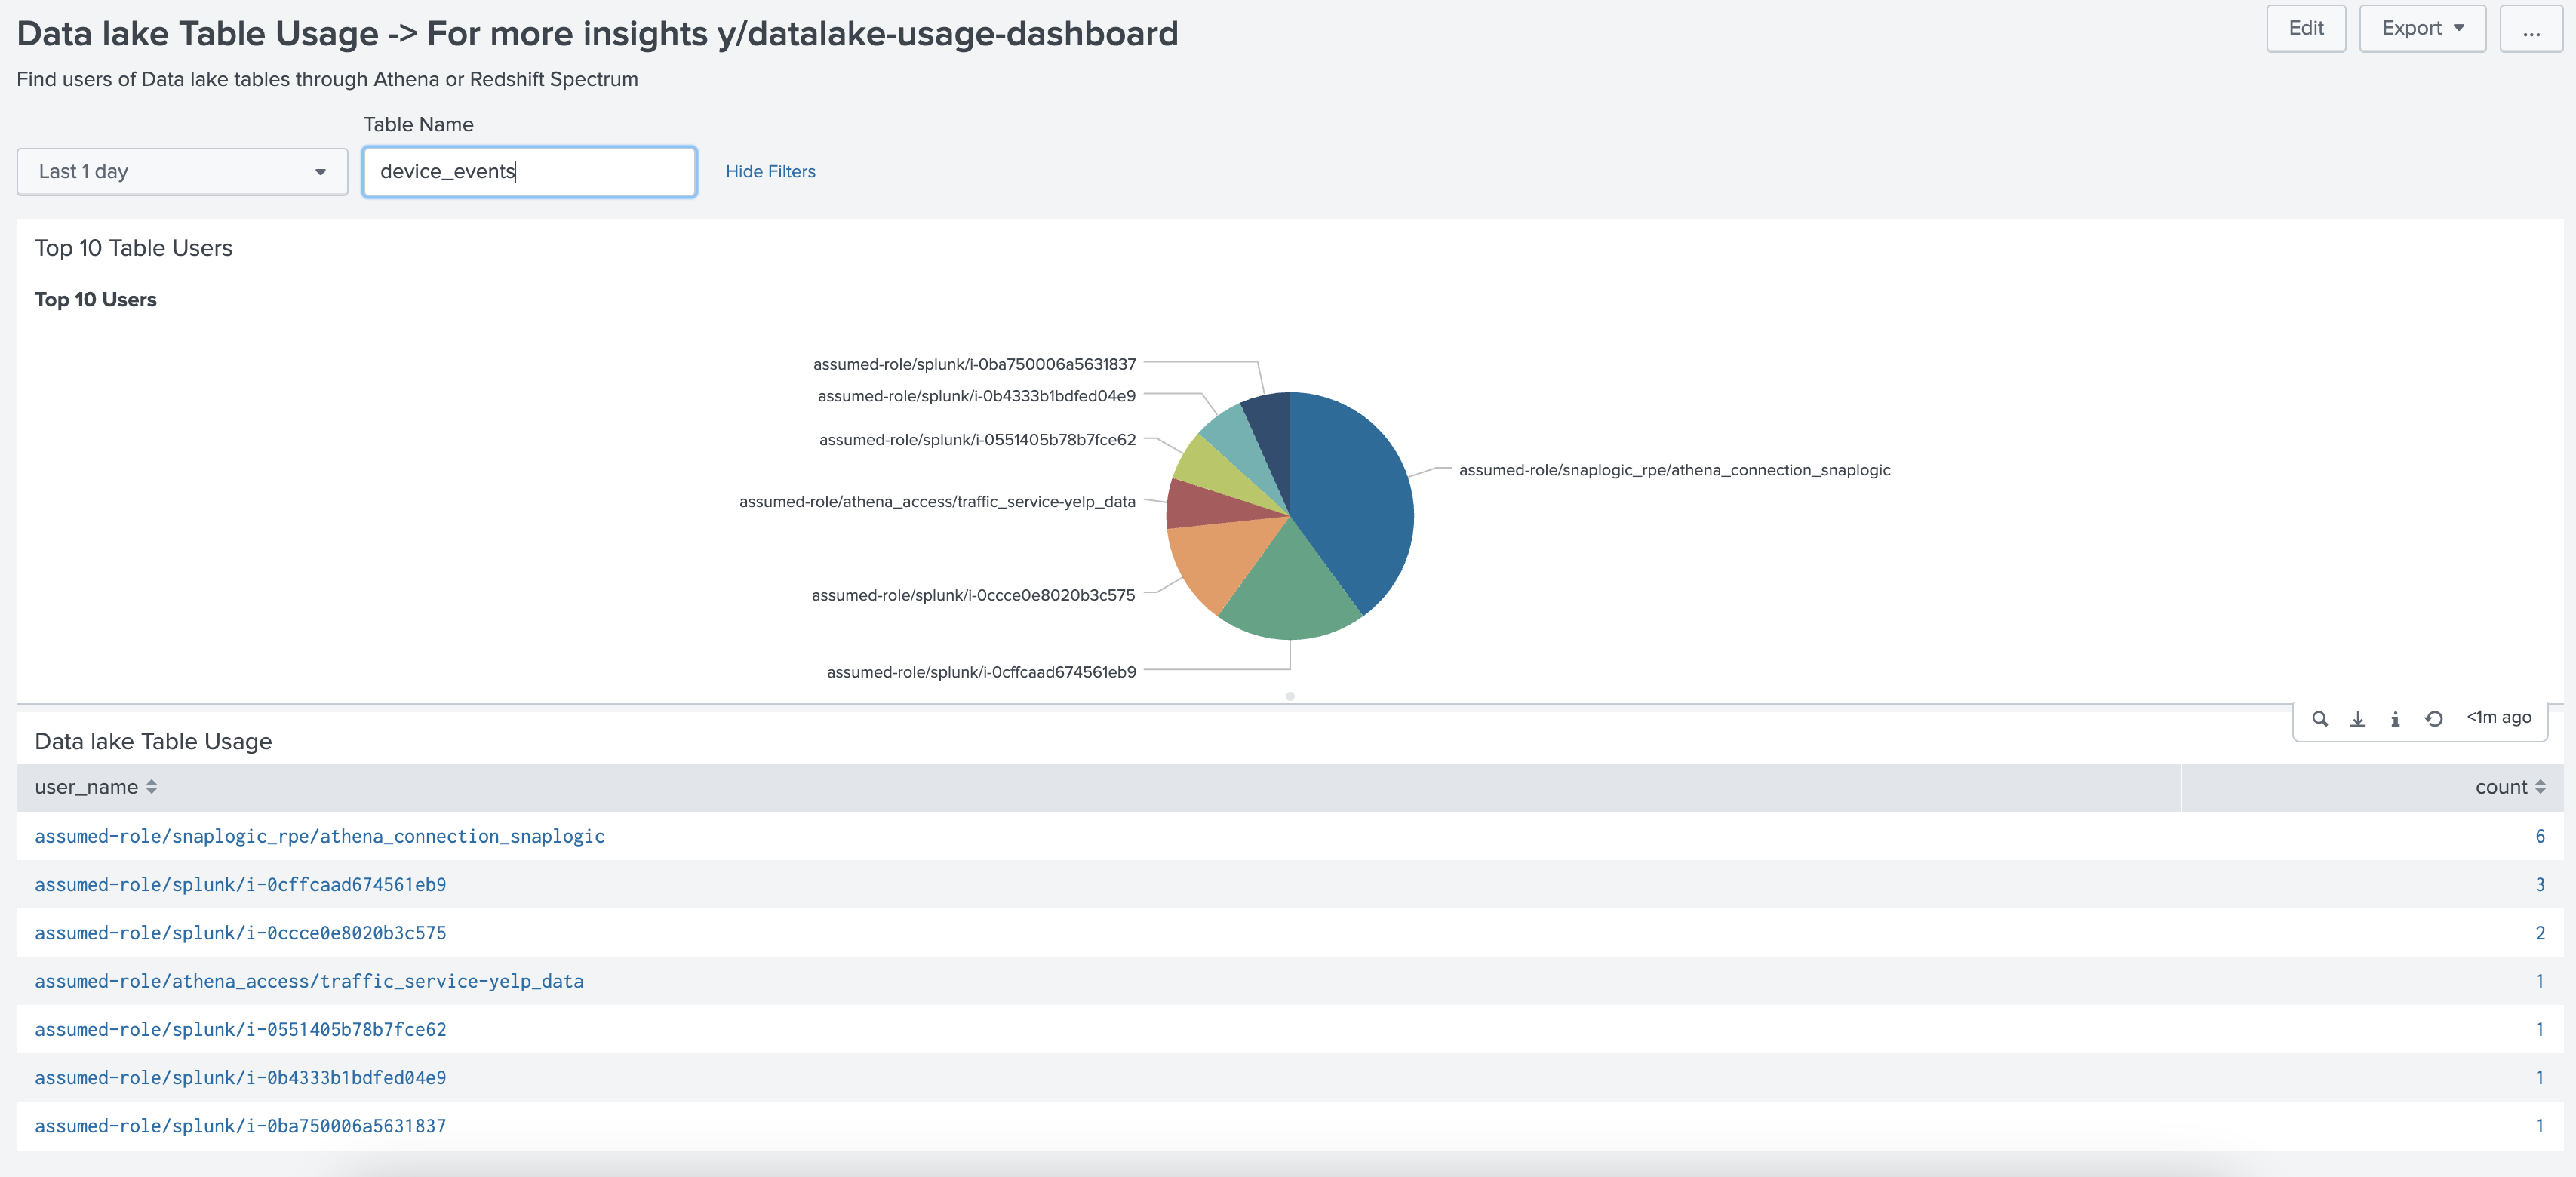 Data lake Table Usage -> For more insights y/datalake-usage-dashboard
Edit
Export
...
Find users of Data lake tables through Athena or Redshift Spectrum
Table Name
Last 1 day
device_events
Hide Filters
Top 10 Table Users
Top 10 Users
assumed-role/splunk/i-0ba750006a5631837
assumed-role/splunk/i-0b4333b1bdfed04e9
assumed-role/splunk/i-0551405b78b7fce62
assumed-role/snaplogic_rpe/athena_connection_snaplogic
assumed-role/athena_access/traffic_service-yelp_data
assumed-role/splunk/i-0ccce0e8020b3c575
assumed-role/splunk/i-0cffcaad674561eb9
<1m ago
Data lake Table Usage
user_name count
assumed-role/snaplogic_rpe/athena_connection_snaplogic 6
assumed-role/splunk/i-0cffcaad674561eb9 3
assumed-role/splunk/i-0ccce0e8020b3c575 2
assumed-role/athena_access/traffic_service-yelp_data 1
assumed-role/splunk/i-0551405b78b7fce62 1
assumed-role/splunk/i-0b4333b1bdfed04e9 1
assumed-role/splunk/i-0ba750006a5631837 1